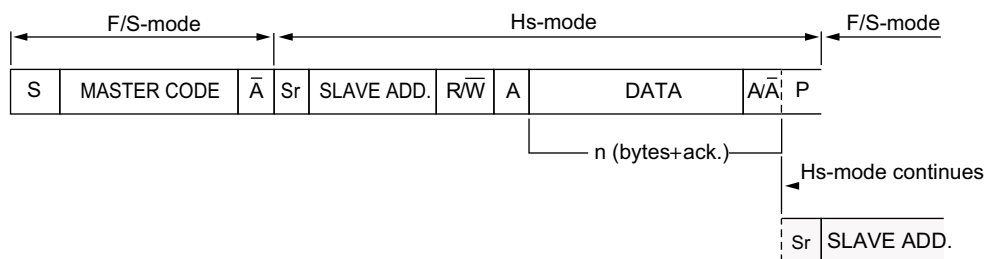 F/S-mode Hs-mode F/S-mode
S MASTER CODE A̅ Sr SLAVE ADD. R/W̅ A DATA A/A̅ P
n (bytes+ack.)
Hs-mode continues
Sr SLAVE ADD.